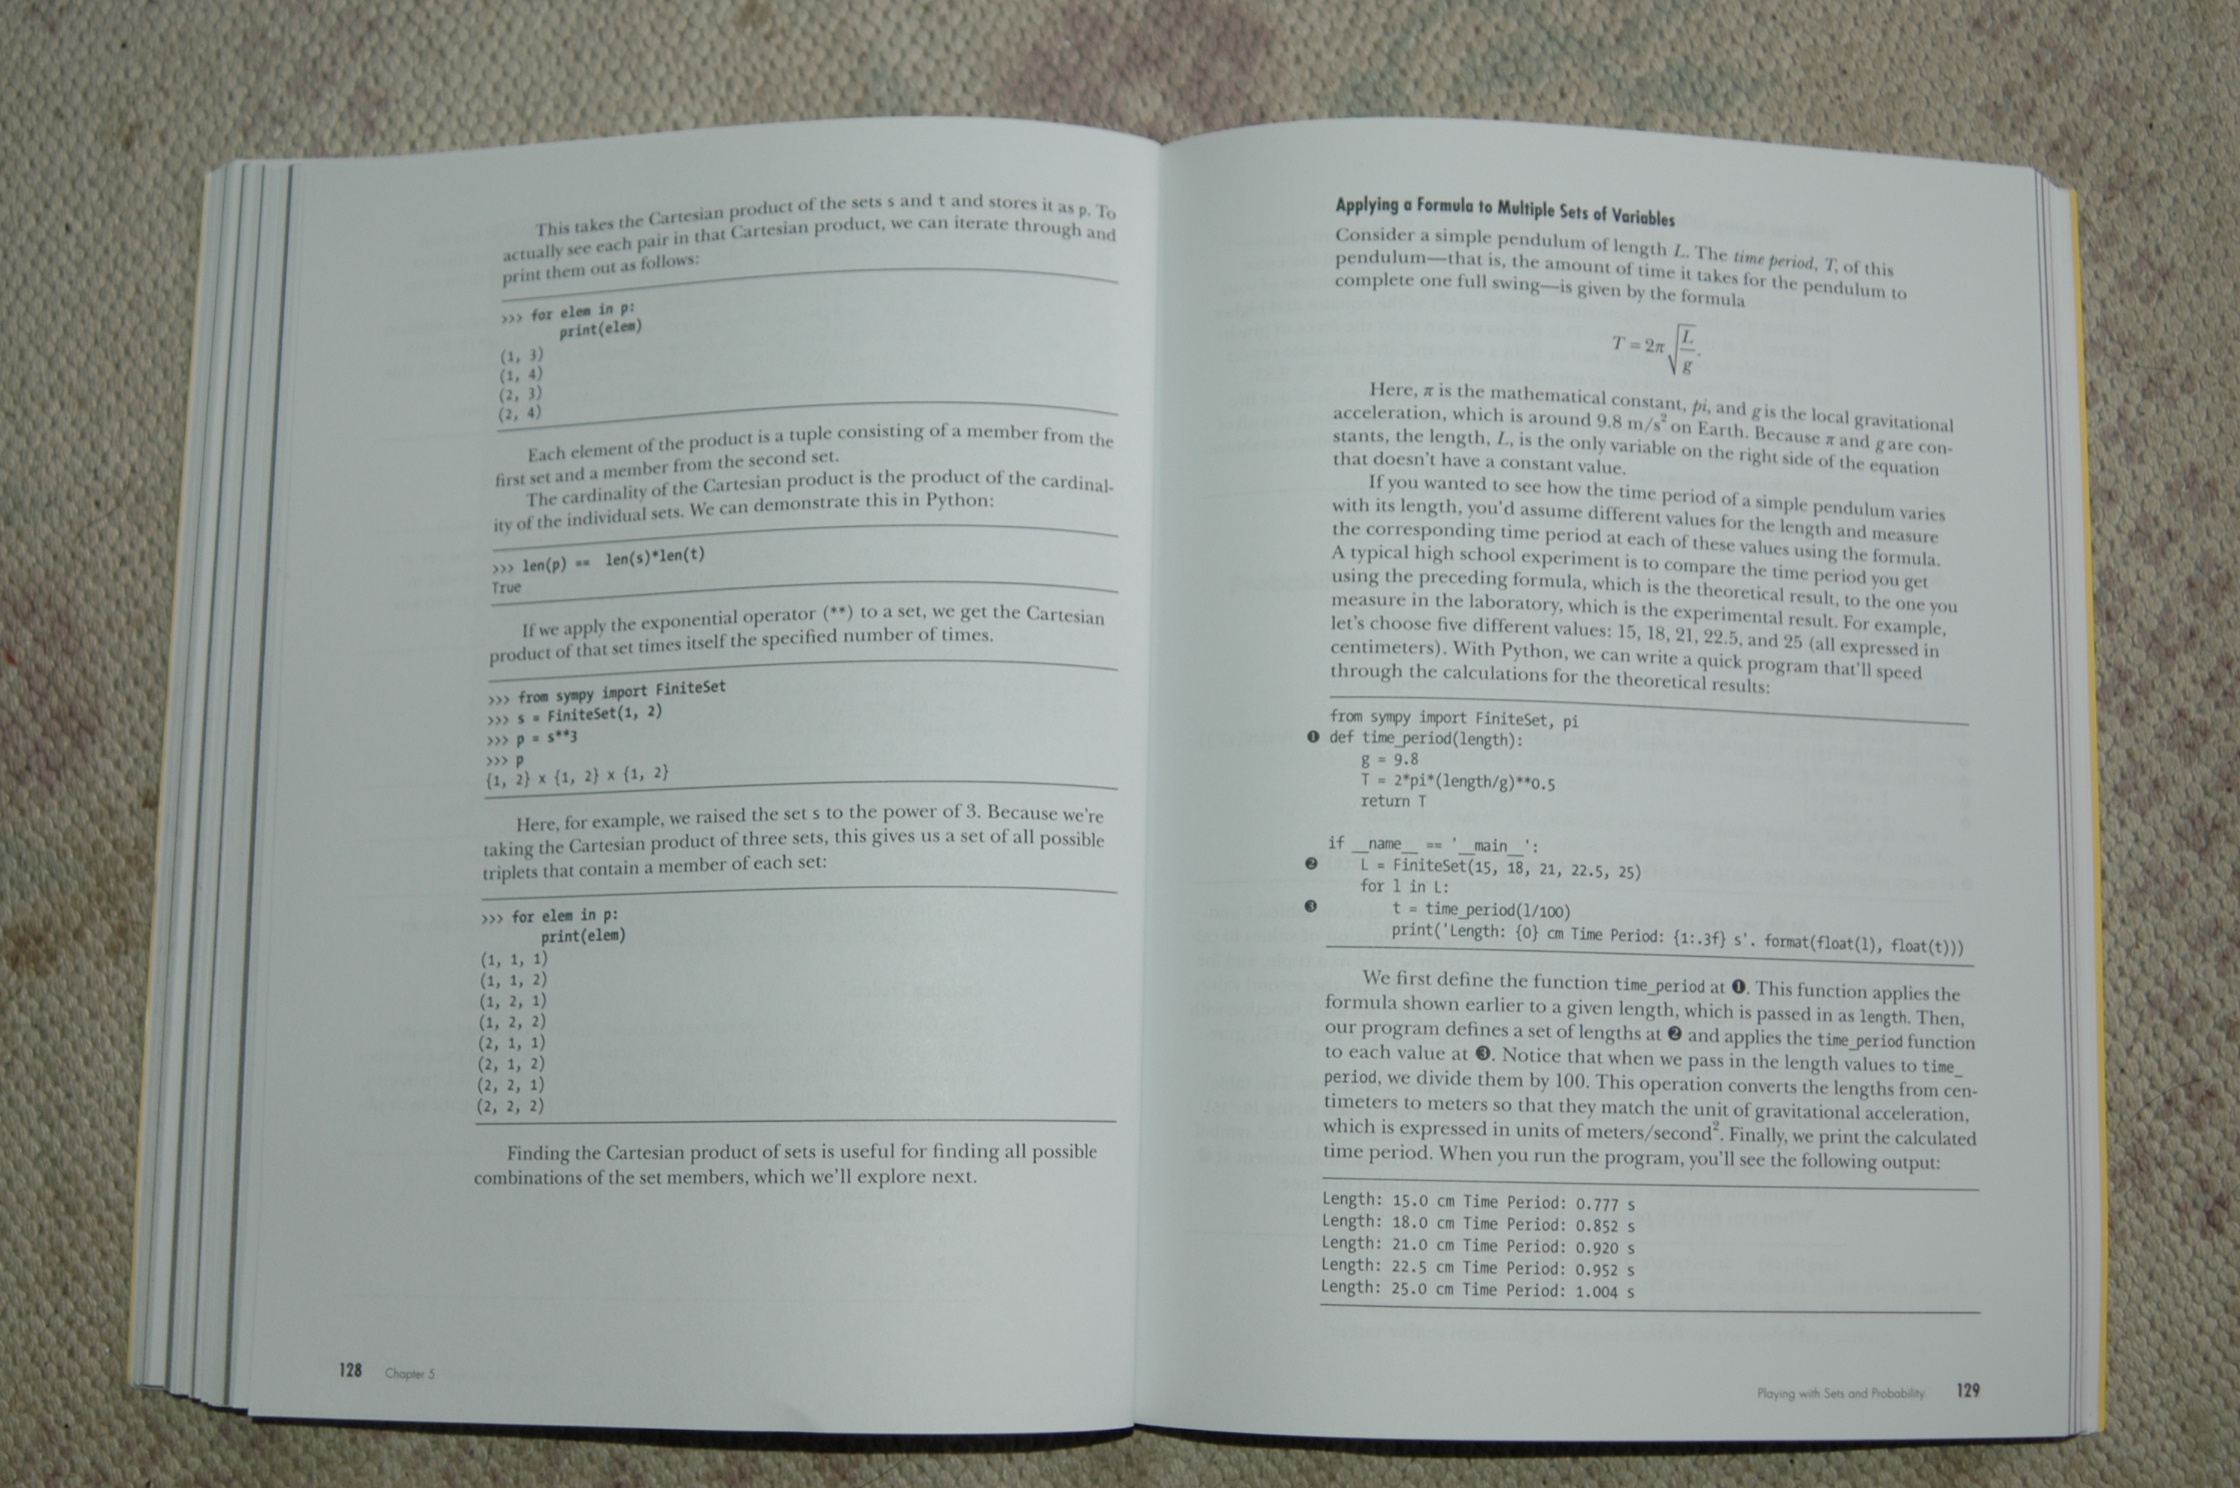 This takes the Cartesian product of the sets s and t and stores it as p. To
actually see each pair in that Cartesian product, we can iterate through and
print them out as follows:
>>> for elem in p:
print(elem)
(1, 3)
(1, 4)
(2, 3)
(2, 4)
Each element of the product is a tuple consisting of a member from the
first set and a member from the second set.
The cardinality of the Cartesian product is the product of the cardinal-
ity of the individual sets. We can demonstrate this in Python:
>>> len(p) == len(s)*len(t)
True
If we apply the exponential operator (**) to a set, we get the Cartesian
product of that set times itself the specified number of times.
>>> from sympy import FiniteSet
>>> s = FiniteSet(1, 2)
>>> p = s**3
>>> p
{1, 2} x {1, 2} x {1, 2}
Here, for example, we raised the set s to the power of 3. Because we're
taking the Cartesian product of three sets, this gives us a set of all possible
triplets that contain a member of each set:
>>> for elem in p:
print(elem)
(1, 1, 1)
(1, 1, 2)
(1, 2, 1)
(1, 2, 2)
(2, 1, 1)
(2, 1, 2)
(2, 2, 1)
(2, 2, 2)
Finding the Cartesian product of sets is useful for finding all possible
combinations of the set members, which we'll explore next.
128 Chapter 5
Applying a Formula to Multiple Sets of Variables
Consider a simple pendulum of length L. The time period, T, of this
pendulum—that is, the amount of time it takes for the pendulum to
complete one full swing—is given by the formula
T = 2π√(L/g).
Here, π is the mathematical constant, pi, and g is the local gravitational
acceleration, which is around 9.8 m/s² on Earth. Because π and g are con-
stants, the length, L, is the only variable on the right side of the equation
that doesn't have a constant value.
If you wanted to see how the time period of a simple pendulum varies
with its length, you'd assume different values for the length and measure
the corresponding time period at each of these values using the formula.
A typical high school experiment is to compare the time period you get
using the preceding formula, which is the theoretical result, to the one you
measure in the laboratory, which is the experimental result. For example,
let's choose five different values: 15, 18, 21, 22.5, and 25 (all expressed in
centimeters). With Python, we can write a quick program that'll speed
through the calculations for the theoretical results:
from sympy import FiniteSet, pi
❶ def time_period(length):
g = 9.8
T = 2*pi*(length/g)**0.5
return T
if __name__ == '__main__':
❷ L = FiniteSet(15, 18, 21, 22.5, 25)
for l in L:
❸ t = time_period(l/100)
print('Length: {0} cm Time Period: {1:.3f} s'. format(float(l), float(t)))
We first define the function time_period at ❶. This function applies the
formula shown earlier to a given length, which is passed in as length. Then,
our program defines a set of lengths at ❷ and applies the time_period function
to each value at ❸. Notice that when we pass in the length values to time_
period, we divide them by 100. This operation converts the lengths from cen-
timeters to meters so that they match the unit of gravitational acceleration,
which is expressed in units of meters/second². Finally, we print the calculated
time period. When you run the program, you'll see the following output:
Length: 15.0 cm Time Period: 0.777 s
Length: 18.0 cm Time Period: 0.852 s
Length: 21.0 cm Time Period: 0.920 s
Length: 22.5 cm Time Period: 0.952 s
Length: 25.0 cm Time Period: 1.004 s
Playing with Sets and Probability 129